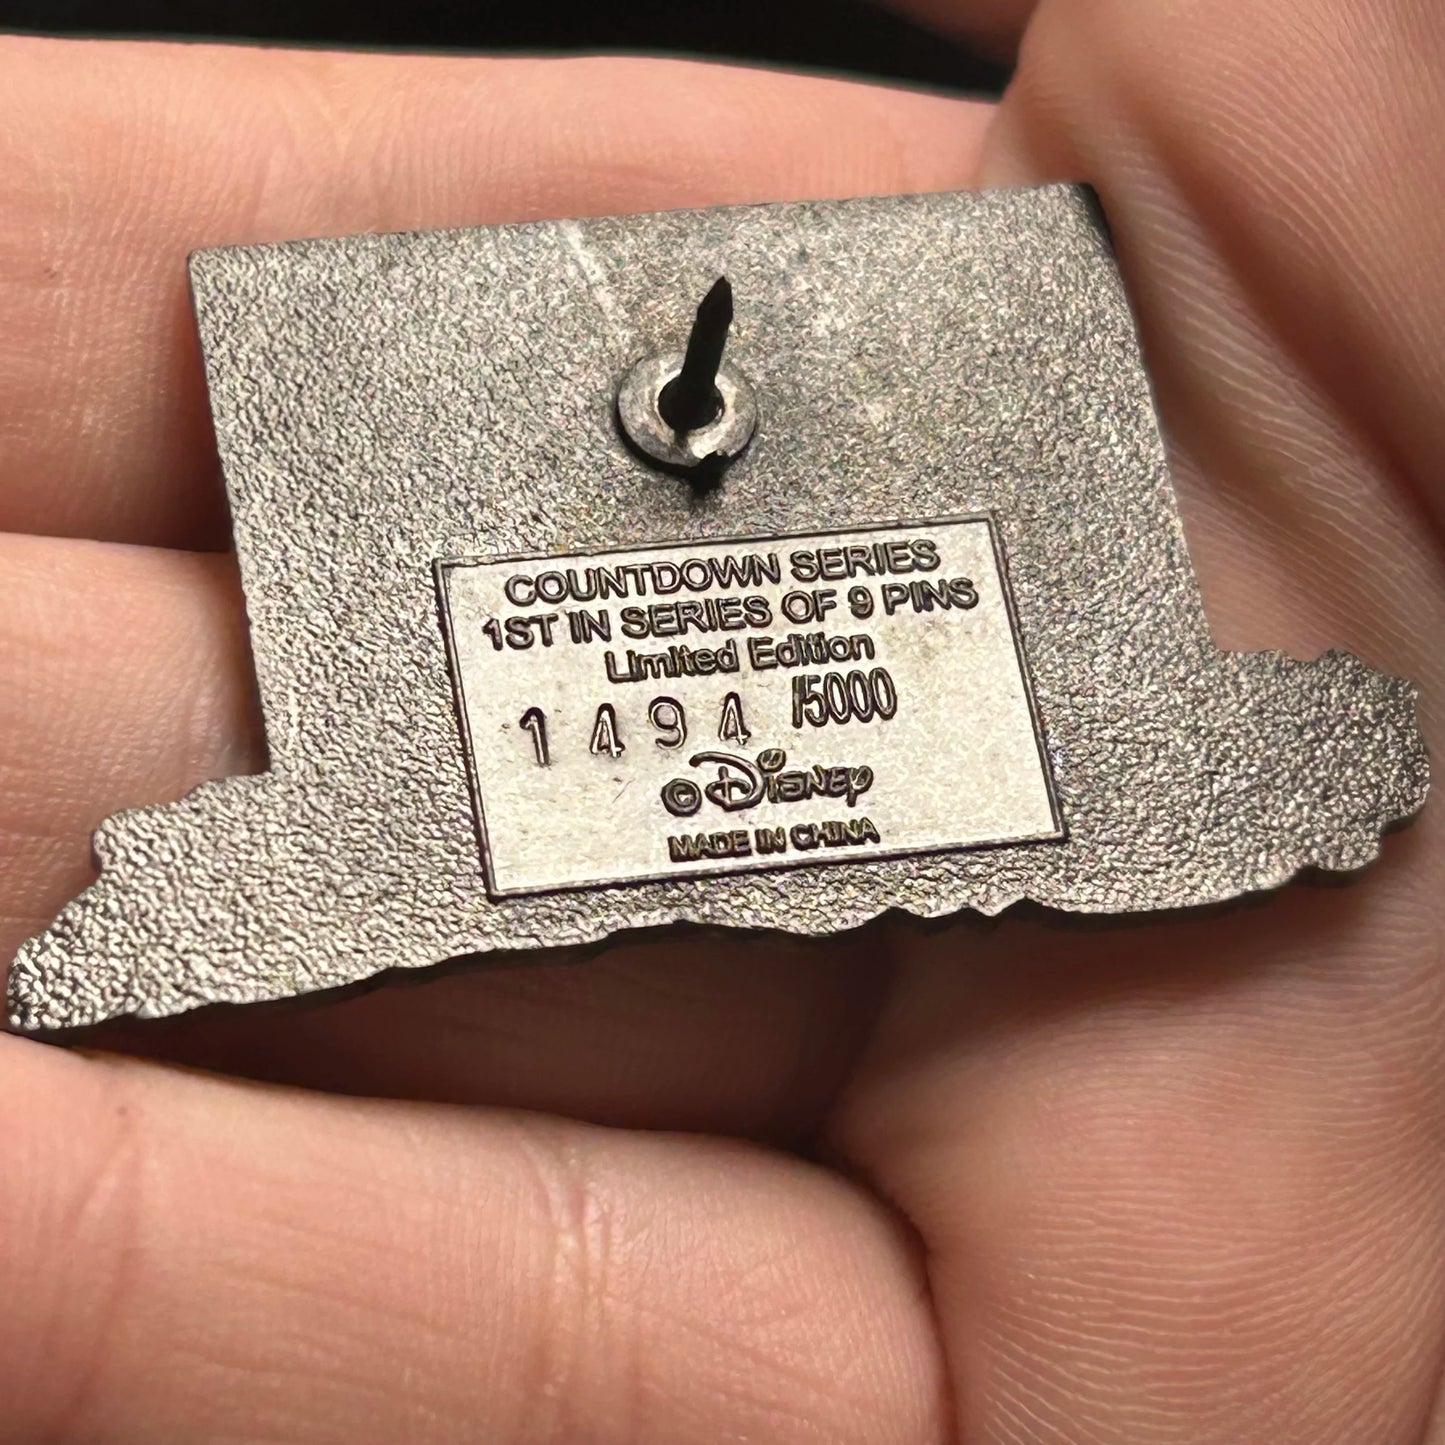 COUNTDOWN SERIES
1ST IN SERIES OF 9 PINS
Limited Edition
1494 /5000
© Disney
MADE IN CHINA